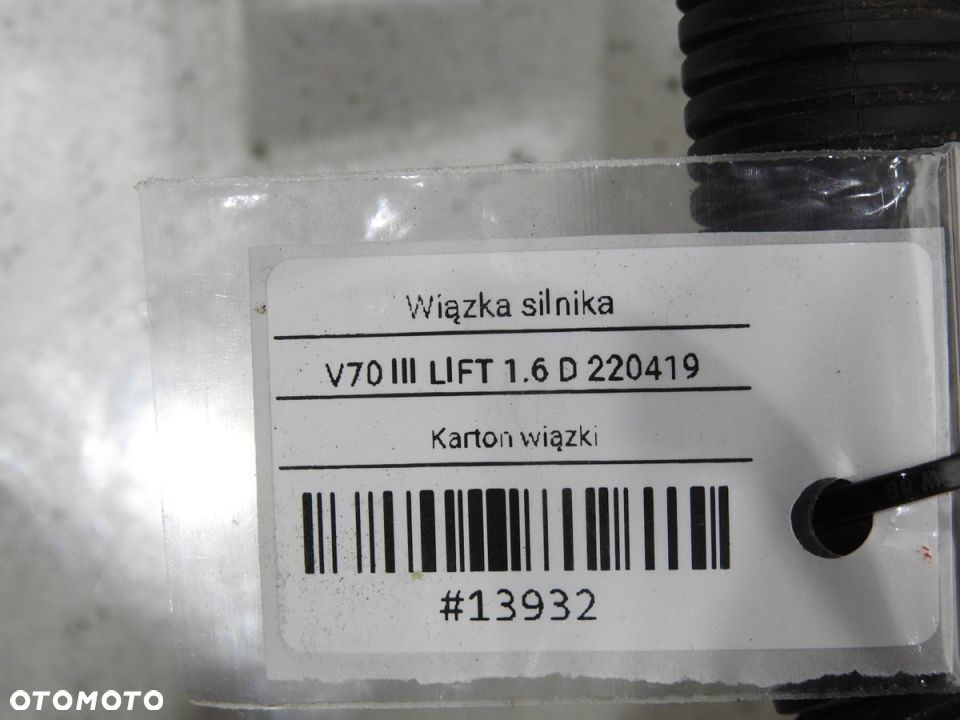 Wiązka silnika
V70 III LIFT 1.6 D 220419
Karton wiązki
#13932
OTOMOTO